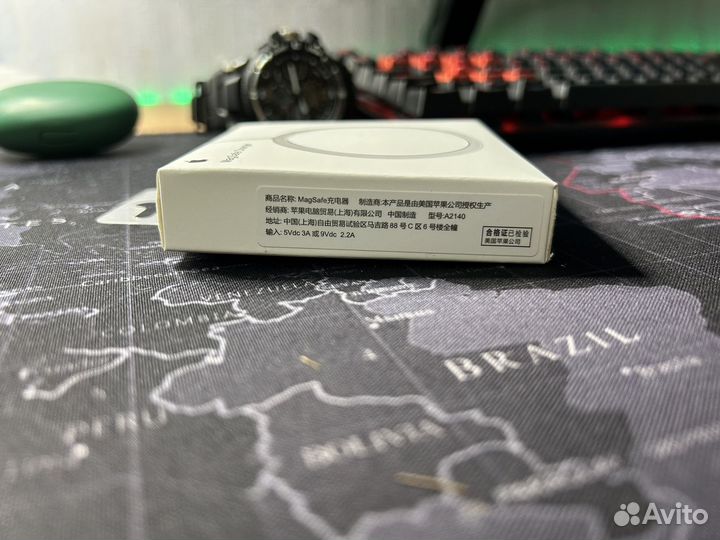 MagSafe
商品名称: MagSafe充电器 制造商:本产品是由美国苹果公司授权生产
经销商: 苹果电脑贸易(上海)有限公司 中国制造 型号:A2140
地址: 中国(上海)自由贸易试验区马吉路 88 号 C 区 6 号楼全幢
输入: 5Vdc 3A 或 9Vdc 2.2A
合格证 已检验
美国苹果公司
VENEZUELA
COLOMBIA
BRAZIL
PERU
BOLIVIA
Avito